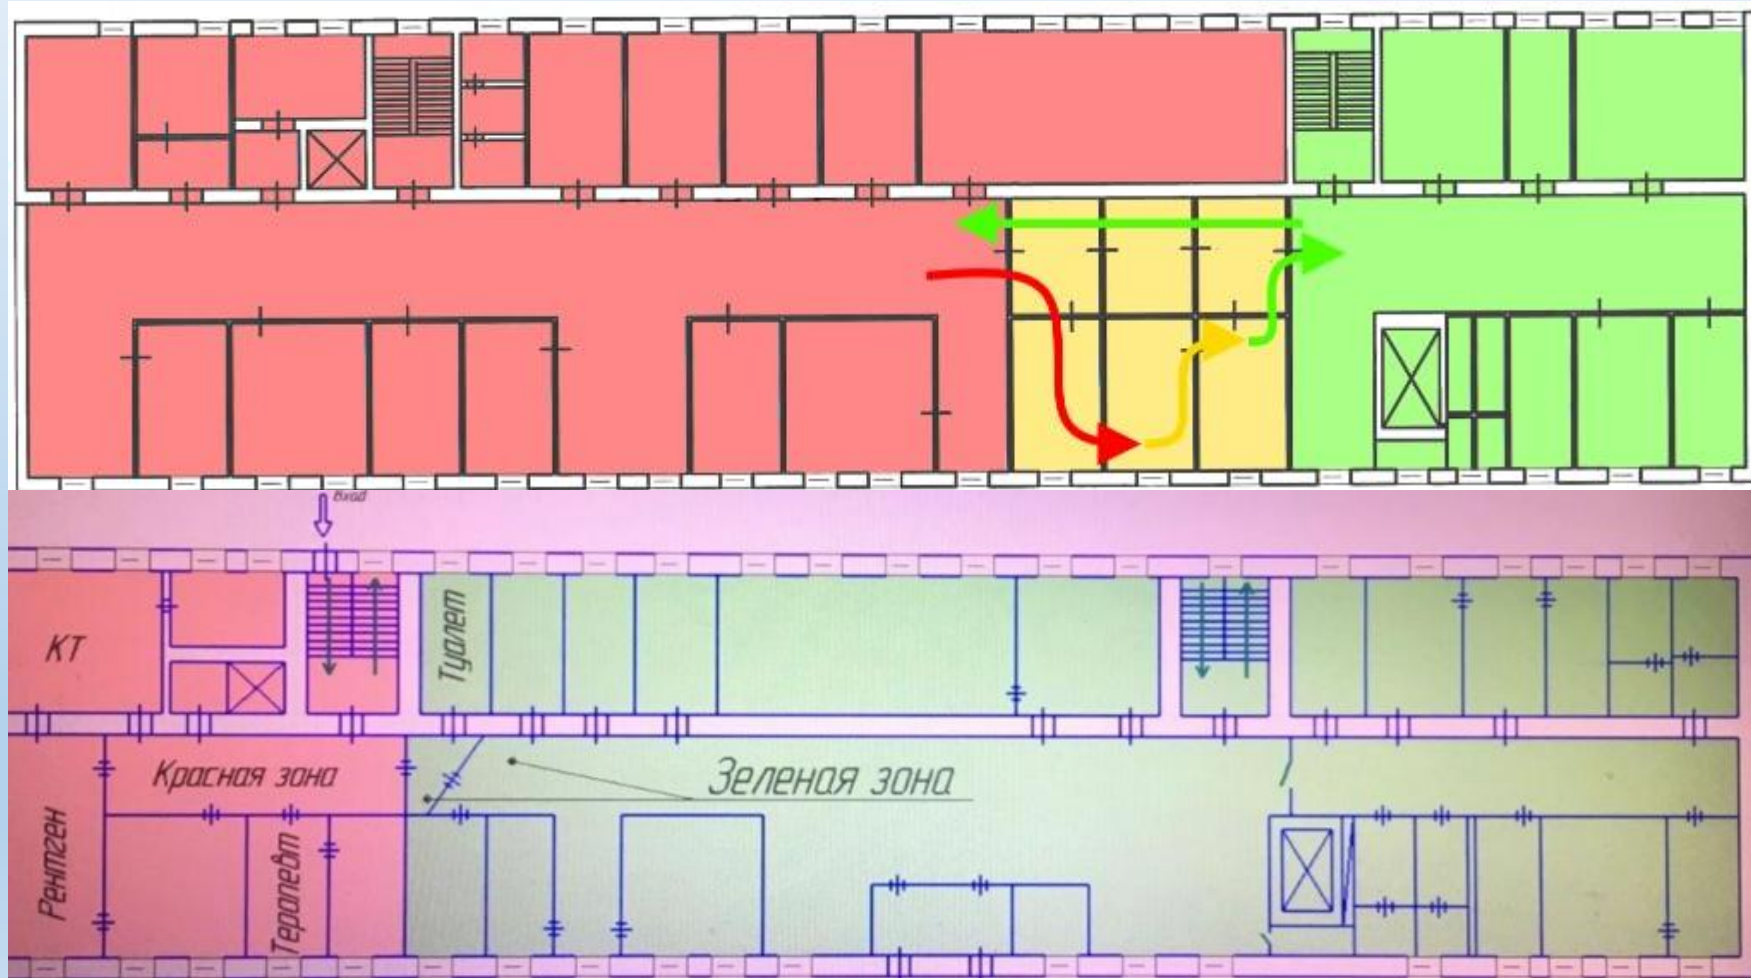 Вход
КТ
Туалет
Красная зона
Зеленая зона
Рентген
Терапевт